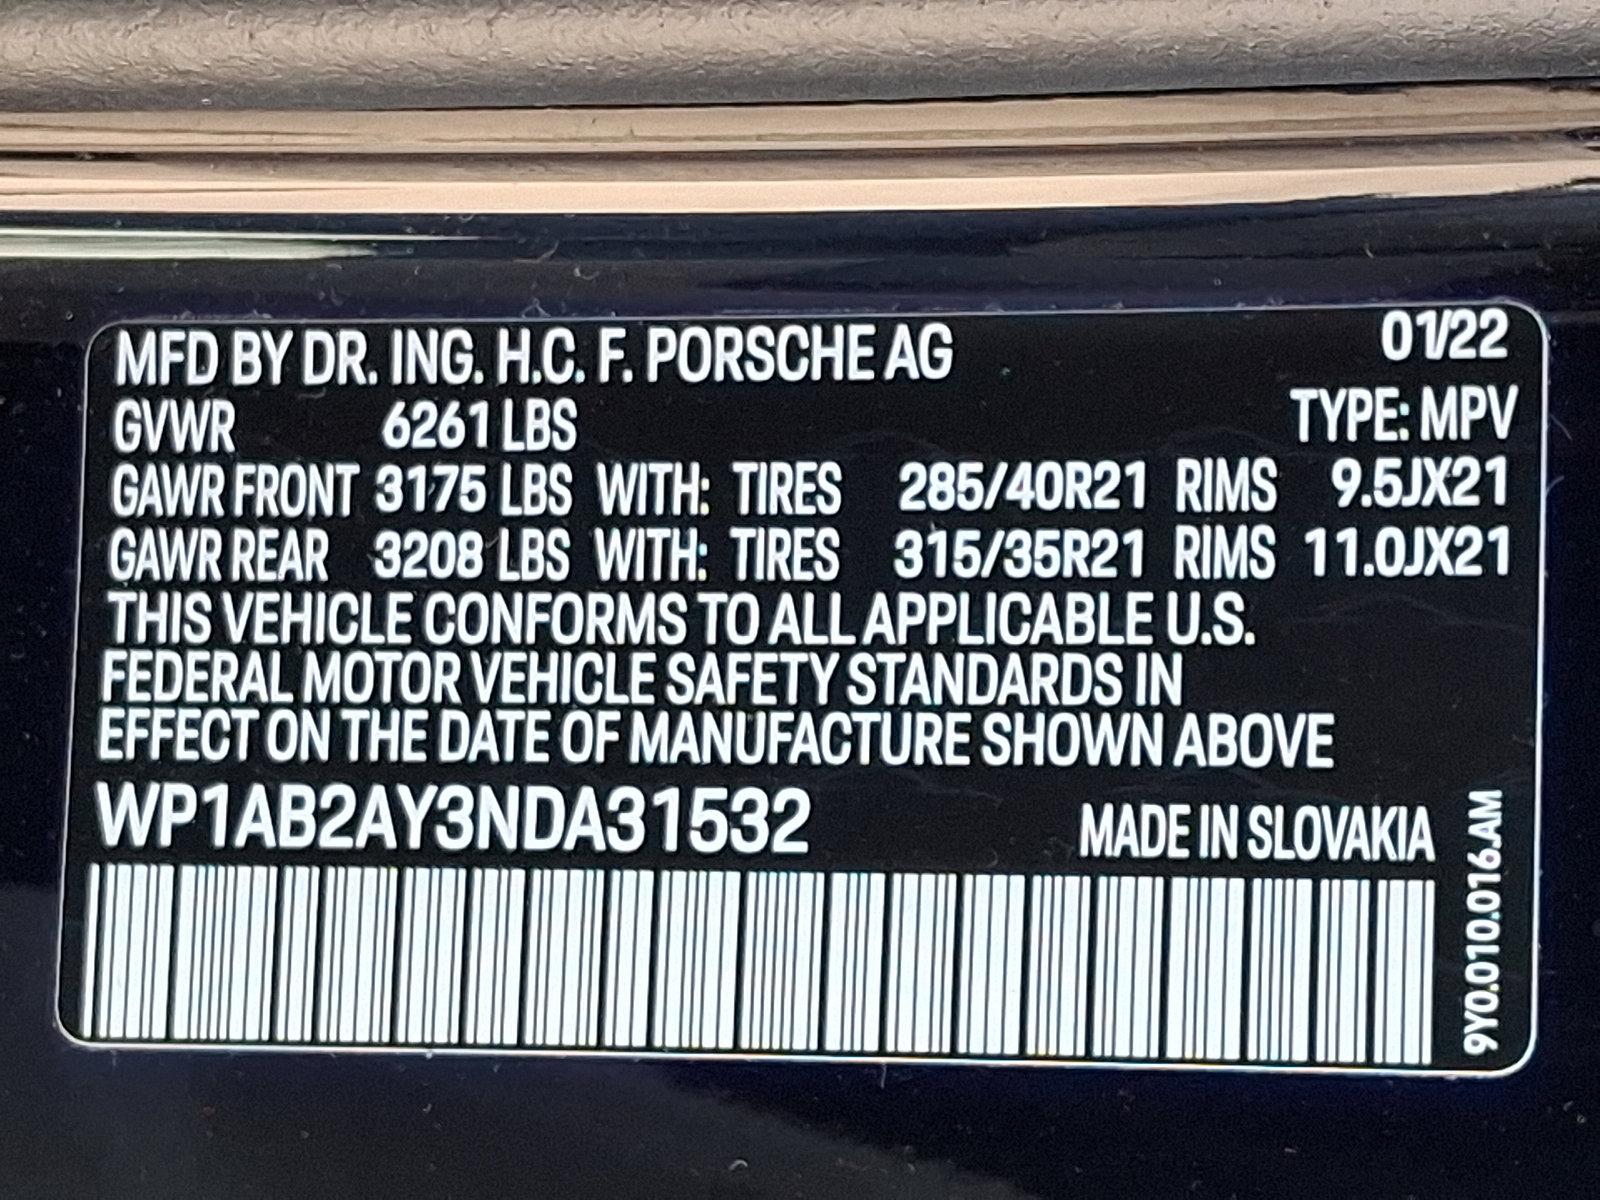 MFD BY DR. ING. H.C. F. PORSCHE AG 01/22
GVWR 6261 LBS TYPE: MPV
GAWR FRONT 3175 LBS WITH: TIRES 285/40R21 RIMS 9.5JX21
GAWR REAR 3208 LBS WITH: TIRES 315/35R21 RIMS 11.0JX21
THIS VEHICLE CONFORMS TO ALL APPLICABLE U.S.
FEDERAL MOTOR VEHICLE SAFETY STANDARDS IN
EFFECT ON THE DATE OF MANUFACTURE SHOWN ABOVE
WP1AB2AY3NDA31532 MADE IN SLOVAKIA
9Y0.010.016.AM